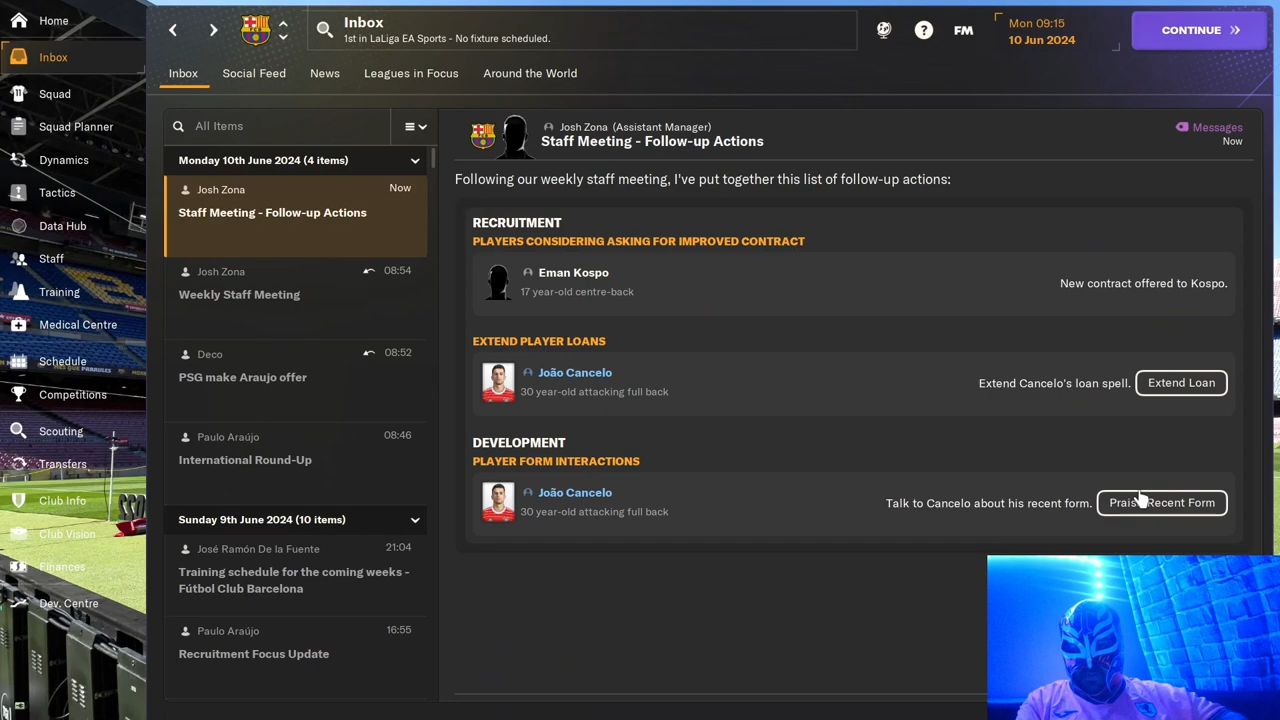 Home
Inbox
Squad
Squad Planner
Dynamics
Tactics
Data Hub
Staff
Training
Medical Centre
Schedule
Competitions
Scouting
Transfers
Club Info
Club Vision
Finances
Dev. Centre
Inbox
1st in LaLiga EA Sports - No fixture scheduled.
?
FM
Mon 09:15
10 Jun 2024
CONTINUE
Inbox
Social Feed
News
Leagues in Focus
Around the World
All Items
Monday 10th June 2024 (4 items)
Josh Zona
Now
Staff Meeting - Follow-up Actions
Josh Zona
08:54
Weekly Staff Meeting
Deco
08:52
PSG make Araujo offer
Paulo Araújo
08:46
International Round-Up
Sunday 9th June 2024 (10 items)
José Ramón De la Fuente
21:04
Training schedule for the coming weeks -
Fútbol Club Barcelona
Paulo Araújo
16:55
Recruitment Focus Update
Josh Zona (Assistant Manager)
Staff Meeting - Follow-up Actions
Messages
Now
Following our weekly staff meeting, I've put together this list of follow-up actions:
RECRUITMENT
PLAYERS CONSIDERING ASKING FOR IMPROVED CONTRACT
Eman Kospo
17 year-old centre-back
New contract offered to Kospo.
EXTEND PLAYER LOANS
João Cancelo
30 year-old attacking full back
Extend Cancelo's loan spell.
Extend Loan
DEVELOPMENT
PLAYER FORM INTERACTIONS
João Cancelo
30 year-old attacking full back
Talk to Cancelo about his recent form.
Praise Recent Form